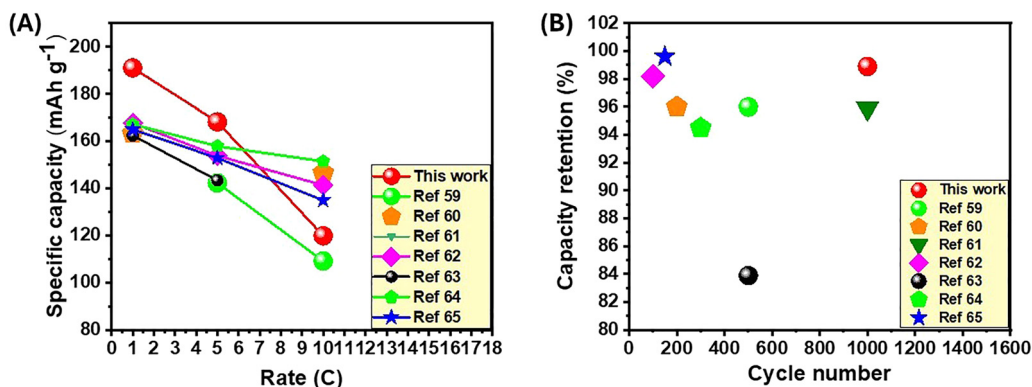 (A)
Specific capacity (mAh g-1)
200
180
160
140
120
100
80
0 1 2 3 4 5 6 7 8 9 10 11 12 13 14 15 16 17 18
Rate (C)
This work
Ref 59
Ref 60
Ref 61
Ref 62
Ref 63
Ref 64
Ref 65
(B)
Capacity retention (%)
102
100
98
96
94
92
90
88
86
84
82
80
0 200 400 600 800 1000 1200 1400 1600
Cycle number
This work
Ref 59
Ref 60
Ref 61
Ref 62
Ref 63
Ref 64
Ref 65